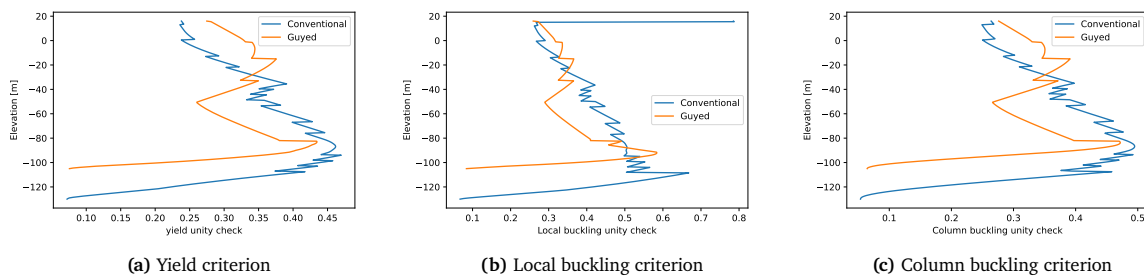 Elevation [m]
20
0
−20
−40
−60
−80
−100
−120
Conventional
Guyed
0.10 0.15 0.20 0.25 0.30 0.35 0.40 0.45
yield unity check
(a) Yield criterion
Elevation [m]
20
0
−20
−40
−60
−80
−100
−120
Conventional
Guyed
0.1 0.2 0.3 0.4 0.5 0.6 0.7 0.8
Local buckling unity check
(b) Local buckling criterion
Elevation [m]
20
0
−20
−40
−60
−80
−100
−120
Conventional
Guyed
0.1 0.2 0.3 0.4 0.5
Column buckling unity check
(c) Column buckling criterion